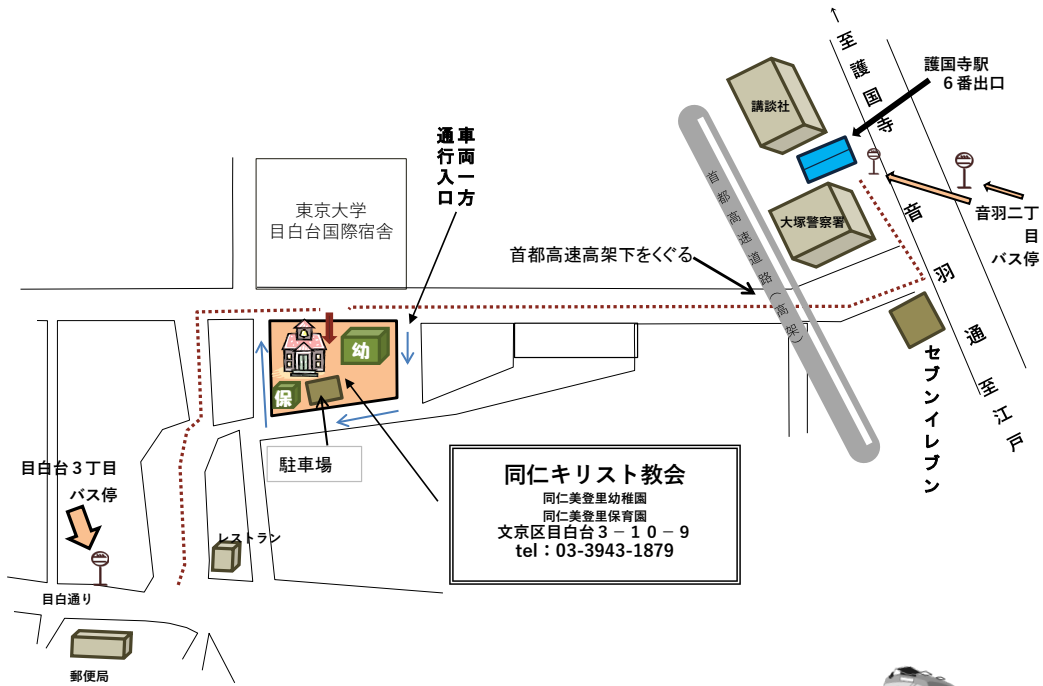 ↑至護国寺
護国寺駅
６番出口
講談社
車両一方
通行入口
東京大学
目白台国際宿舎
首都高速道路（高架）
大塚警察署
音羽二丁
目
バス停
音羽通
首都高速高架下をくぐる
幼
保
セブンイレブン
至江戸
駐車場
目白台３丁目
バス停
同仁キリスト教会
同仁美登里幼稚園
同仁美登里保育園
文京区目白台３－１０－９
tel：03-3943-1879
レストラン
目白通り
郵便局